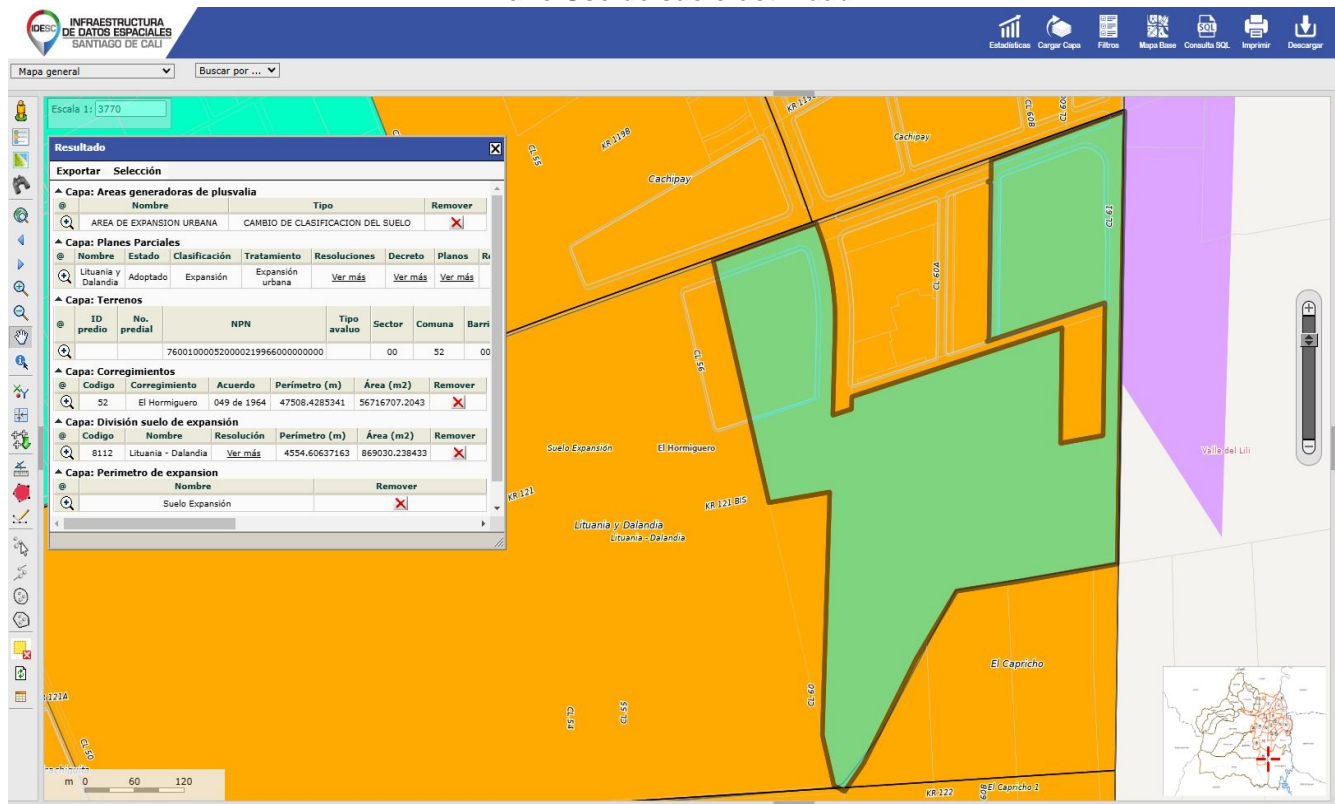 INFRAESTRUCTURA
IDESC DE DATOS ESPACIALES
SANTIAGO DE CALI
Estadísticas Cargar Capa Filtros Mapa Base Consulta SQL Imprimir Descargar
SQL
Mapa general Buscar por ...
Escala 1: 3770
Resultado
Exportar Selección
Capa: Areas generadoras de plusvalia
@ Nombre Tipo Remover
AREA DE EXPANSION URBANA CAMBIO DE CLASIFICACION DEL SUELO
Capa: Planes Parciales
@ Nombre Estado Clasificación Tratamiento Resoluciones Decreto Planos
Lituania y Dalandia Adoptado Expansión Expansión urbana Ver más Ver más Ver más
Capa: Terrenos
@ ID predio No. predial NPN Tipo avaluo Sector Comuna Barri
00 52 00
Capa: Corregimientos
@ Codigo Corregimiento Acuerdo Perímetro (m) Área (m2) Remover
52 El Hormiguero 049 de 1964 47508.4285341 56716707.2043
Capa: División suelo de expansión
@ Codigo Nombre Resolución Perímetro (m) Área (m2) Remover
8112 Lituania - Dalandia Ver más 4554.60637163 869030.238433
Capa: Perimetro de expansion
@ Nombre Remover
Suelo Expansión
KR 119B
CL 55
Cachipay
Cachipay
CL 60B
CL 61
CL 60A
CL 56
Suelo Expansión
El Hormiguero
Valle del Lili
KR 121
KR 121 BIS
Lituania y Dalandia
Lituania - Dalandia
El Capricho
CL 60
CL 55
CL 54
121A
CL 50
m 0 60 120
KR 122
60B
El Capricho 1